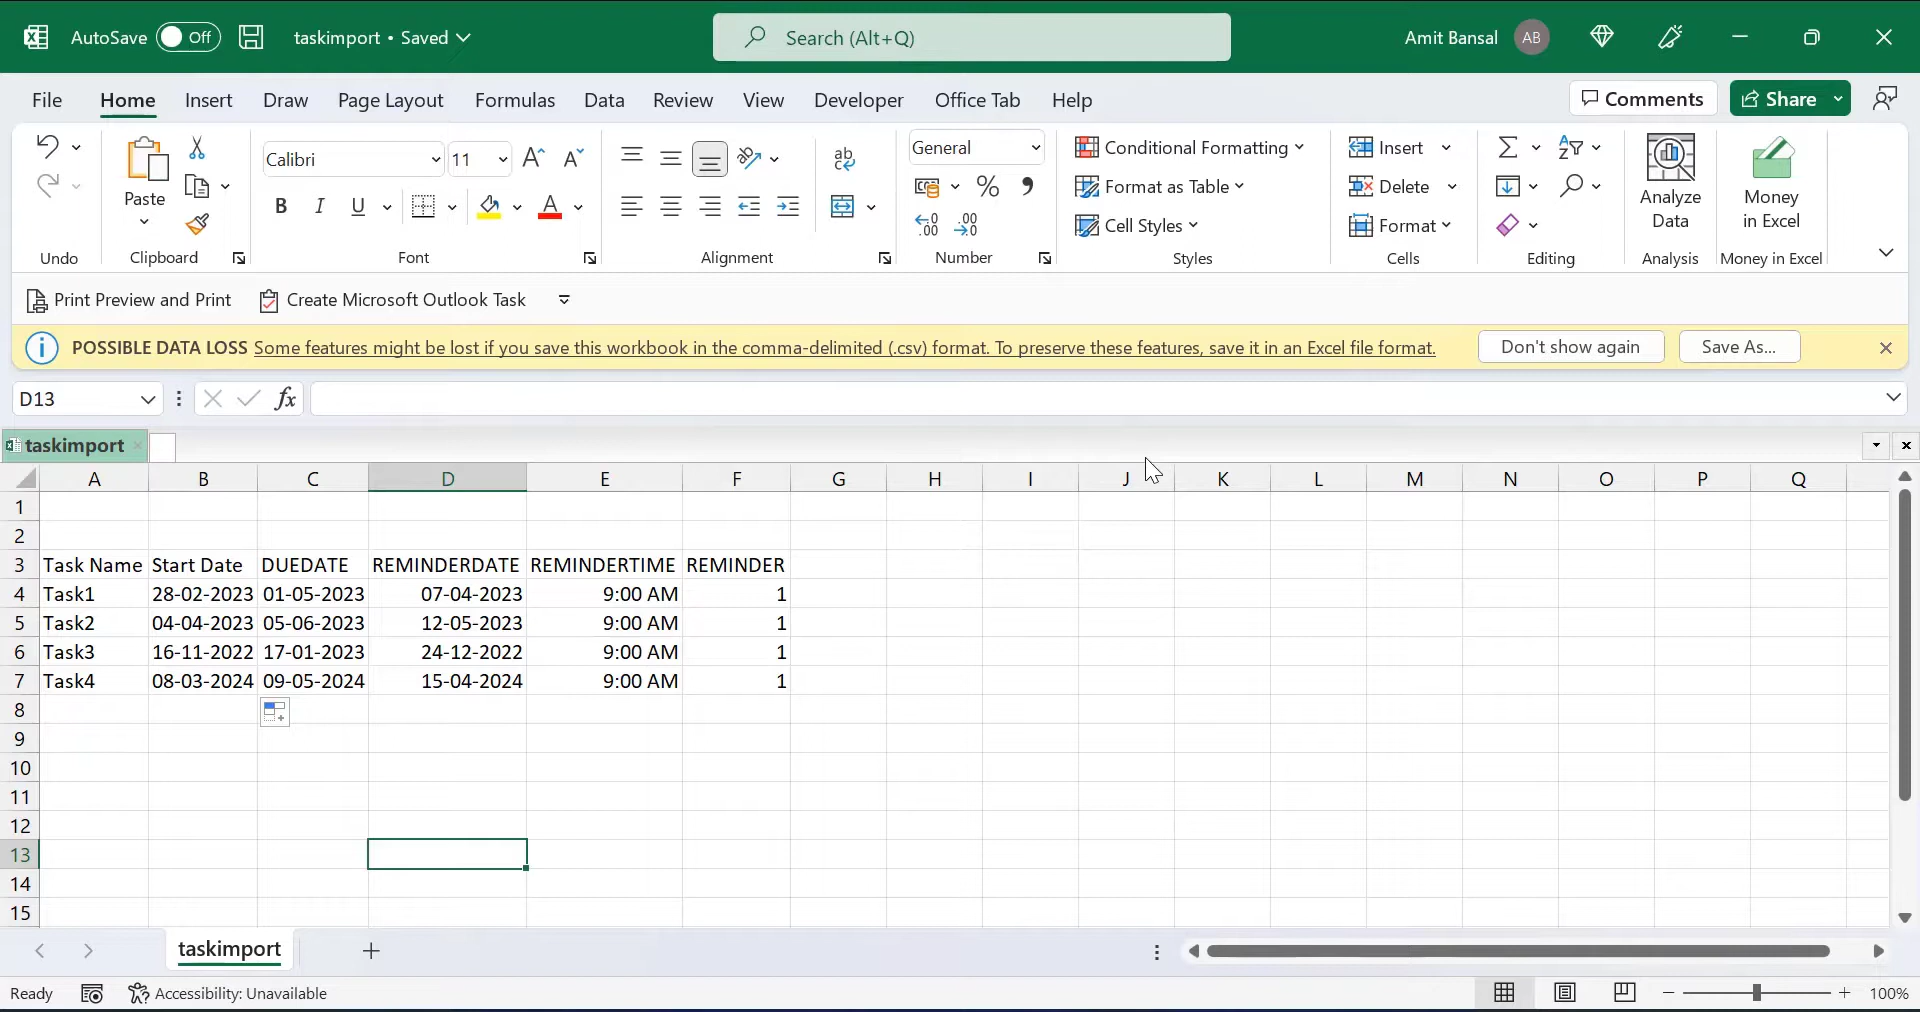 AutoSave Off taskimport • Saved Search (Alt+Q) Amit Bansal AB
File Home Insert Draw Page Layout Formulas Data Review View Developer Office Tab Help Comments Share
Calibri 11 General Conditional Formatting Insert
Paste B I U A ab % Format as Table Delete Analyze Data Money in Excel
Cell Styles Format
Undo Clipboard Font Alignment Number Styles Cells Editing Analysis Money in Excel
Print Preview and Print Create Microsoft Outlook Task
POSSIBLE DATA LOSS Some features might be lost if you save this workbook in the comma-delimited (.csv) format. To preserve these features, save it in an Excel file format. Don't show again Save As...
D13 fx
taskimport
A B C D E F G H I J K L M N O P Q
1
2
3 Task Name Start Date DUEDATE REMINDERDATE REMINDERTIME REMINDER
4 Task1 28-02-2023 01-05-2023 07-04-2023 9:00 AM 1
5 Task2 04-04-2023 05-06-2023 12-05-2023 9:00 AM 1
6 Task3 16-11-2022 17-01-2023 24-12-2022 9:00 AM 1
7 Task4 08-03-2024 09-05-2024 15-04-2024 9:00 AM 1
8
9
10
11
12
13
14
15
taskimport
Ready Accessibility: Unavailable 100%